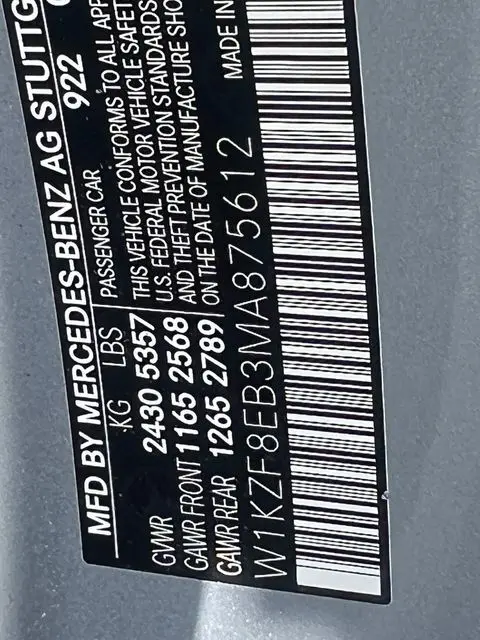 MFD BY MERCEDES-BENZ AG STUTTG
922
KG LBS PASSENGER CAR
GVWR 2430 5357
GAWR FRONT 1165 2568
GAWR REAR 1265 2789
THIS VEHICLE CONFORMS TO ALL APP
U.S. FEDERAL MOTOR VEHICLE SAFET
AND THEFT PREVENTION STANDARDS
ON THE DATE OF MANUFACTURE SHO
W1KZF8EB3MA875612
MADE IN